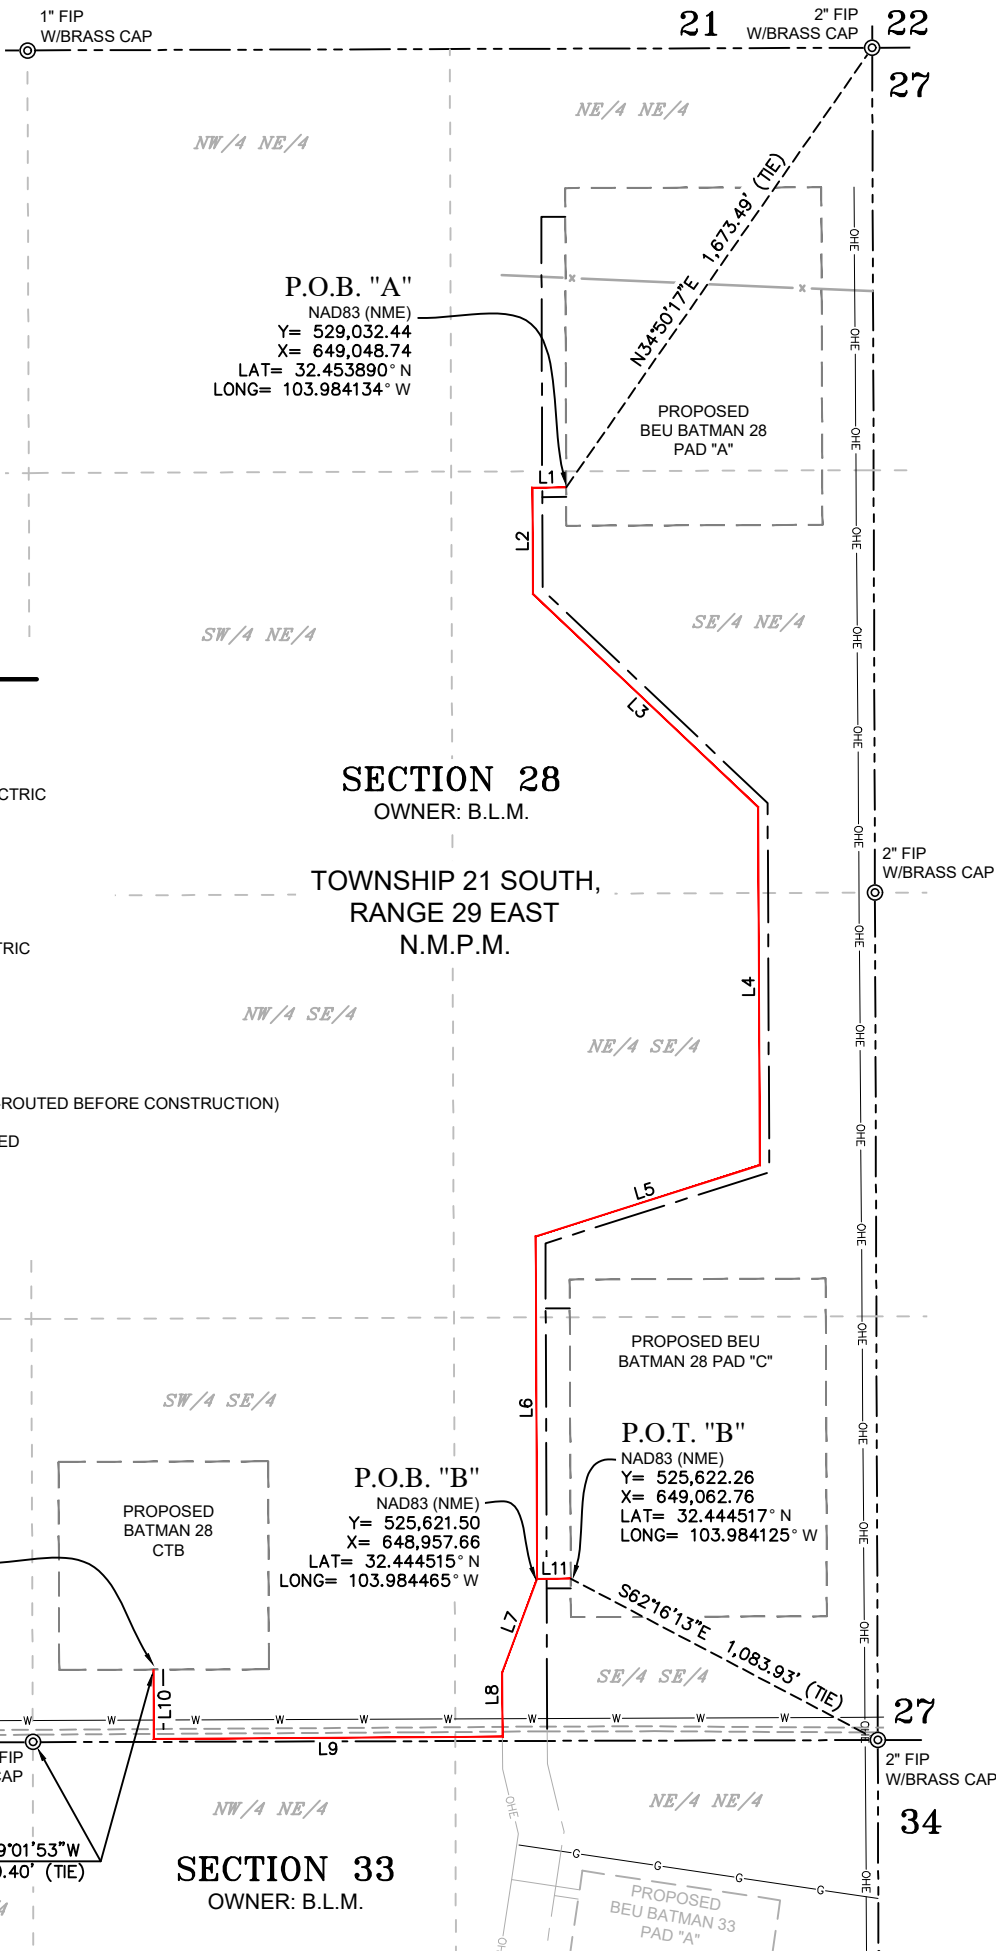 1" FIP
W/BRASS CAP
21
2" FIP
W/BRASS CAP
22
27
NW/4 NE/4
NE/4 NE/4
N34°50'17"E 1,673.49' (TIE)
OHE
P.O.B. "A"
NAD83 (NME)
Y= 529,032.44
X= 649,048.74
LAT= 32.453890° N
LONG= 103.984134° W
x
x
PROPOSED
BEU BATMAN 28
PAD "A"
L1
L2
SW/4 NE/4
SE/4 NE/4
L3
SECTION 28
OWNER: B.L.M.
CTRIC
TOWNSHIP 21 SOUTH,
RANGE 29 EAST
N.M.P.M.
2" FIP
W/BRASS CAP
TRIC
L4
NW/4 SE/4
NE/4 SE/4
ROUTED BEFORE CONSTRUCTION)
ED
L5
PROPOSED BEU
BATMAN 28 PAD "C"
SW/4 SE/4
L6
P.O.T. "B"
NAD83 (NME)
Y= 525,622.26
X= 649,062.76
LAT= 32.444517° N
LONG= 103.984125° W
P.O.B. "B"
NAD83 (NME)
Y= 525,621.50
X= 648,957.66
LAT= 32.444515° N
LONG= 103.984465° W
PROPOSED
BATMAN 28
CTB
L11
S62°16'13"E 1,083.93' (TIE)
L7
SE/4 SE/4
L8
L10
W W W W W W W W W W
27
L9
FIP
CAP
2" FIP
W/BRASS CAP
NW/4 NE/4
NE/4 NE/4
34
9°01'53"W
0.40' (TIE)
SECTION 33
OWNER: B.L.M.
OHE
G G G G
PROPOSED
BEU BATMAN 33
PAD "A"